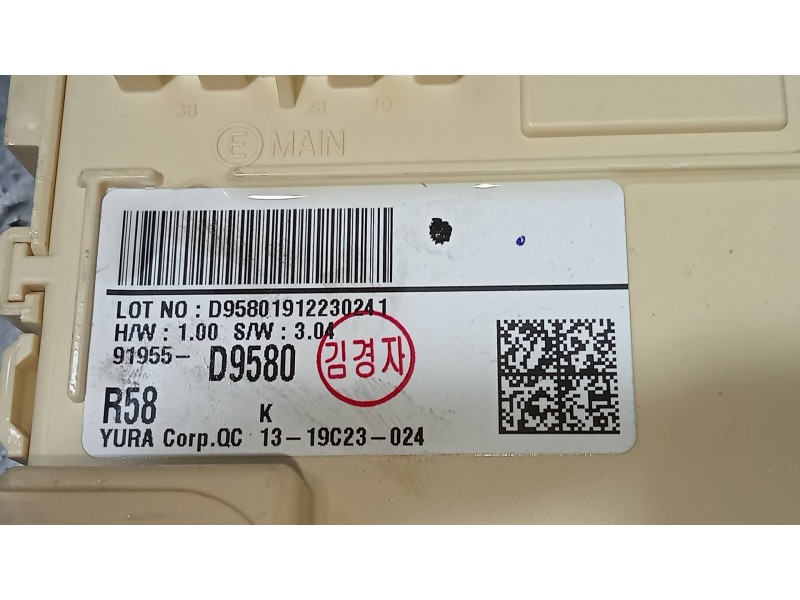 38 28 10
E MAIN
LOT NO : D95801912230241
H/W : 1.00 S/W : 3.04
91955- D9580
김경자
R58 K
YURA Corp.QC 13-19C23-024